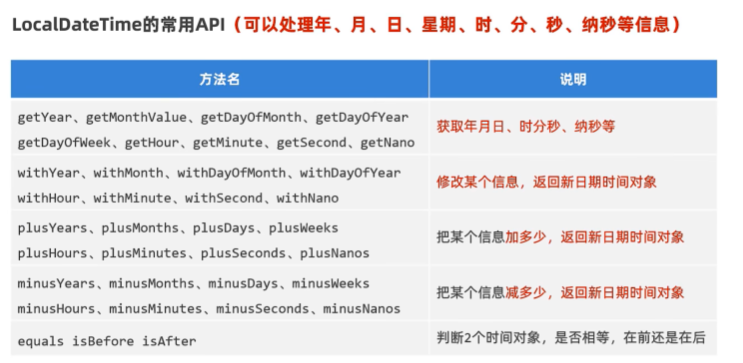 LocalDateTime的常用API（可以处理年、月、日、星期、时、分、秒、纳秒等信息）
方法名 说明
getYear、getMonthValue、getDayOfMonth、getDayOfYear
getDayOfWeek、getHour、getMinute、getSecond、getNano
获取年月日、时分秒、纳秒等
withYear、withMonth、withDayOfMonth、withDayOfYear
withHour、withMinute、withSecond、withNano
修改某个信息，返回新日期时间对象
plusYears、plusMonths、plusDays、plusWeeks
plusHours、plusMinutes、plusSeconds、plusNanos
把某个信息加多少，返回新日期时间对象
minusYears、minusMonths、minusDays、minusWeeks
minusHours、minusMinutes、minusSeconds、minusNanos
把某个信息减多少，返回新日期时间对象
equals isBefore isAfter
判断2个时间对象，是否相等，在前还是在后